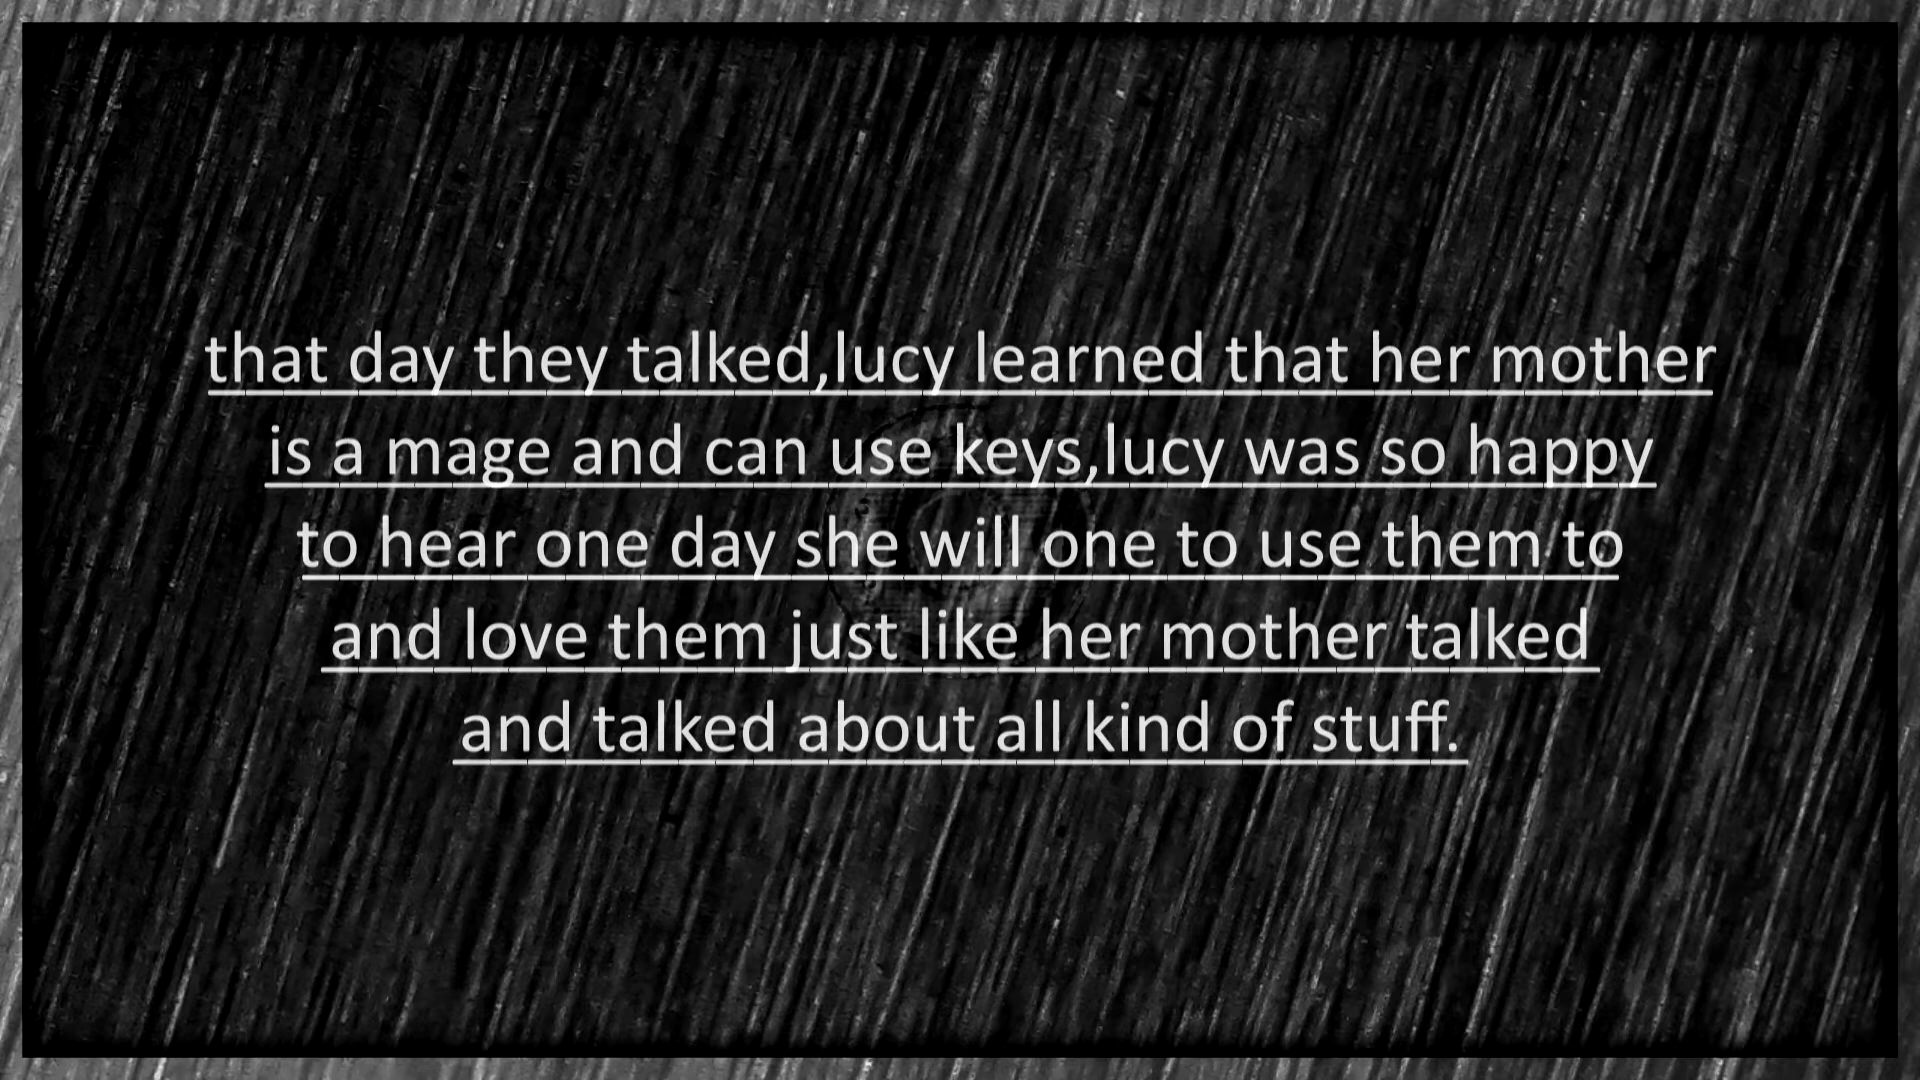 that day they talked,lucy learned that her mother
is a mage and can use keys,lucy was so happy
to hear one day she will one to use them to
and love them just like her mother talked
and talked about all kind of stuff.